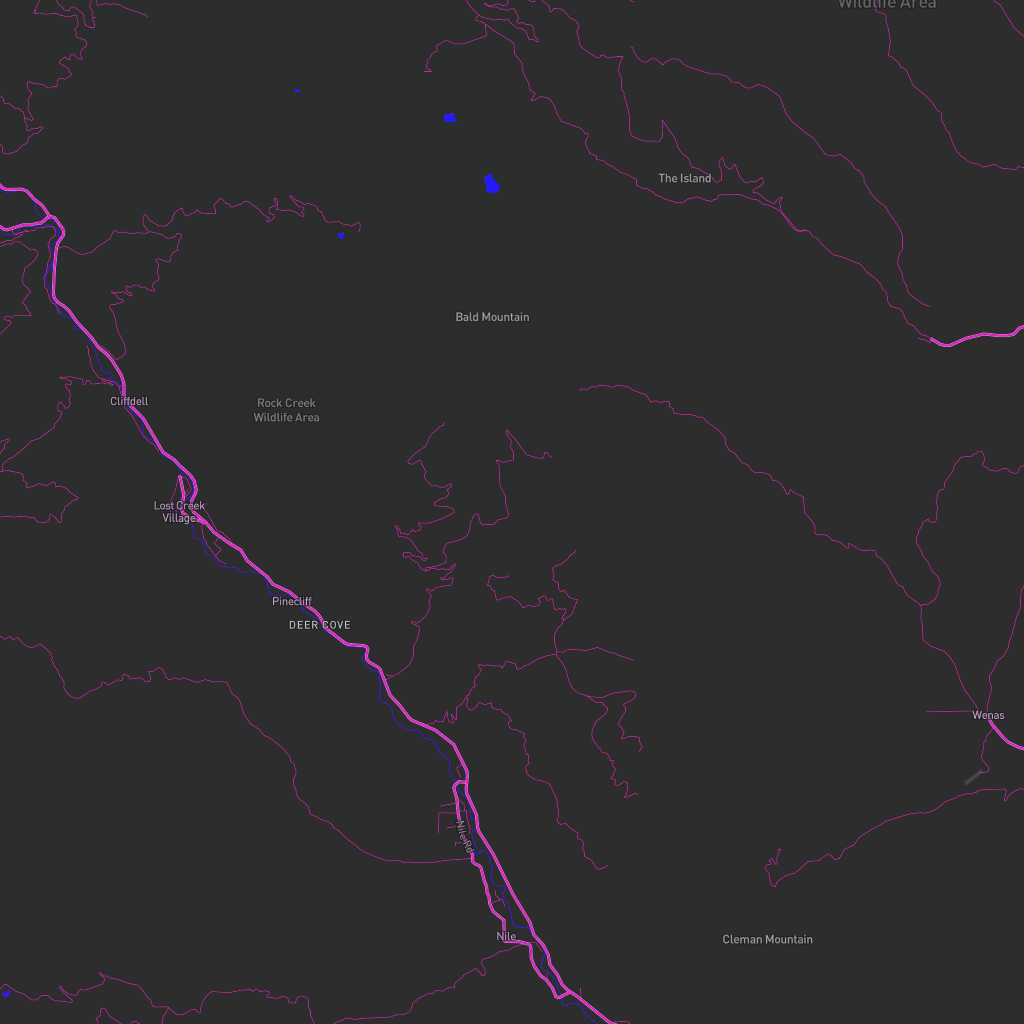 Wildlife Area
The Island
Bald Mountain
Cliffdell
Rock Creek
Wildlife Area
Lost Creek
Village
Pinecliff
DEER COVE
Wenas
Nile Rd
Nile
Cleman Mountain